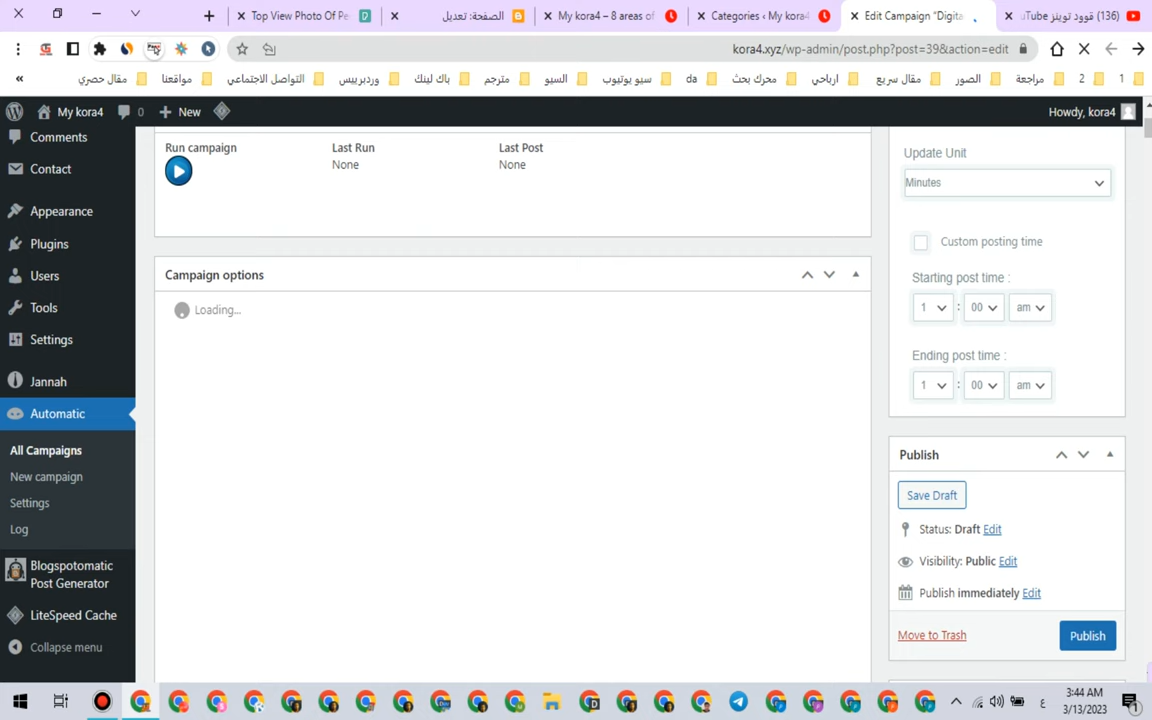 Top View Photo Of Pe
الصفحة: تعديل
My kora4 – 8 areas of
Categories ‹ My kora4
Edit Campaign "Digita
(136) قوود توينز uTube
kora4.xyz/wp-admin/post.php?post=39&action=edit
«
مقال حصري
مواقعنا
التواصل الاجتماعي
وردبرييس
باك لينك
مترجم
السيو
سيو يوتيوب
da
محرك بحث
ارباحي
مقال سريع
الصور
مراجعة
2
1
My kora4
0
New
Howdy, kora4
Comments
Contact
Appearance
Plugins
Users
Tools
Settings
Jannah
Automatic
All Campaigns
New campaign
Settings
Log
Blogspotomatic
Post Generator
LiteSpeed Cache
Collapse menu
Run campaign
Last Run
None
Last Post
None
Campaign options
Loading...
Update Unit
Minutes
Custom posting time
Starting post time :
1 : 00 am
Ending post time :
1 : 00 am
Publish
Save Draft
Status: Draft Edit
Visibility: Public Edit
Publish immediately Edit
Move to Trash
Publish
ع
3:44 AM
3/13/2023